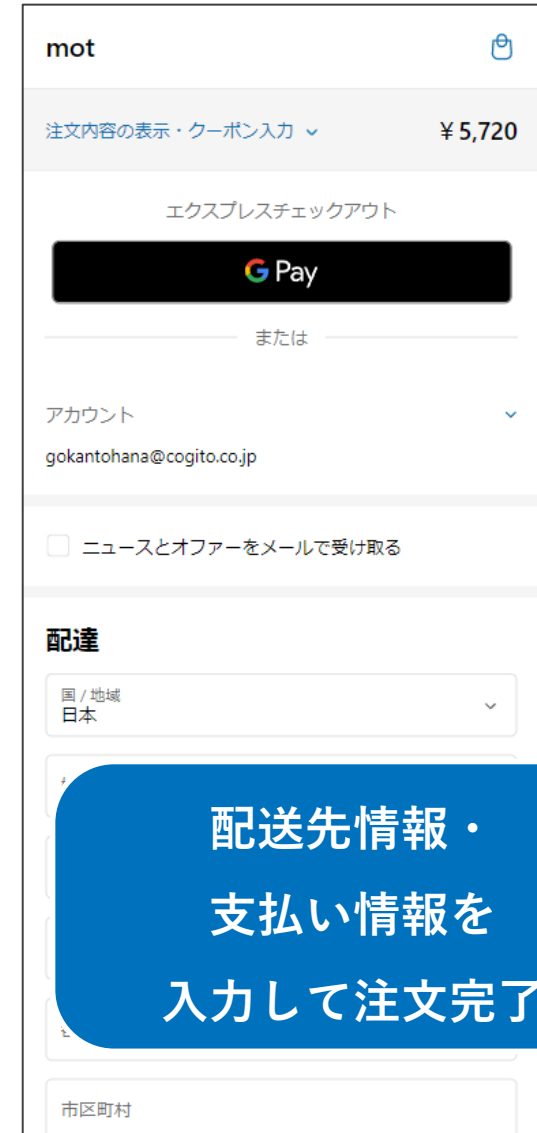 mot
注文内容の表示・クーポン入力
¥5,720
エクスプレスチェックアウト
G Pay
または
アカウント
gokantohana@cogito.co.jp
ニュースとオファーをメールで受け取る
配達
国/地域
日本
配送先情報・
支払い情報を
入力して注文完了
市区町村